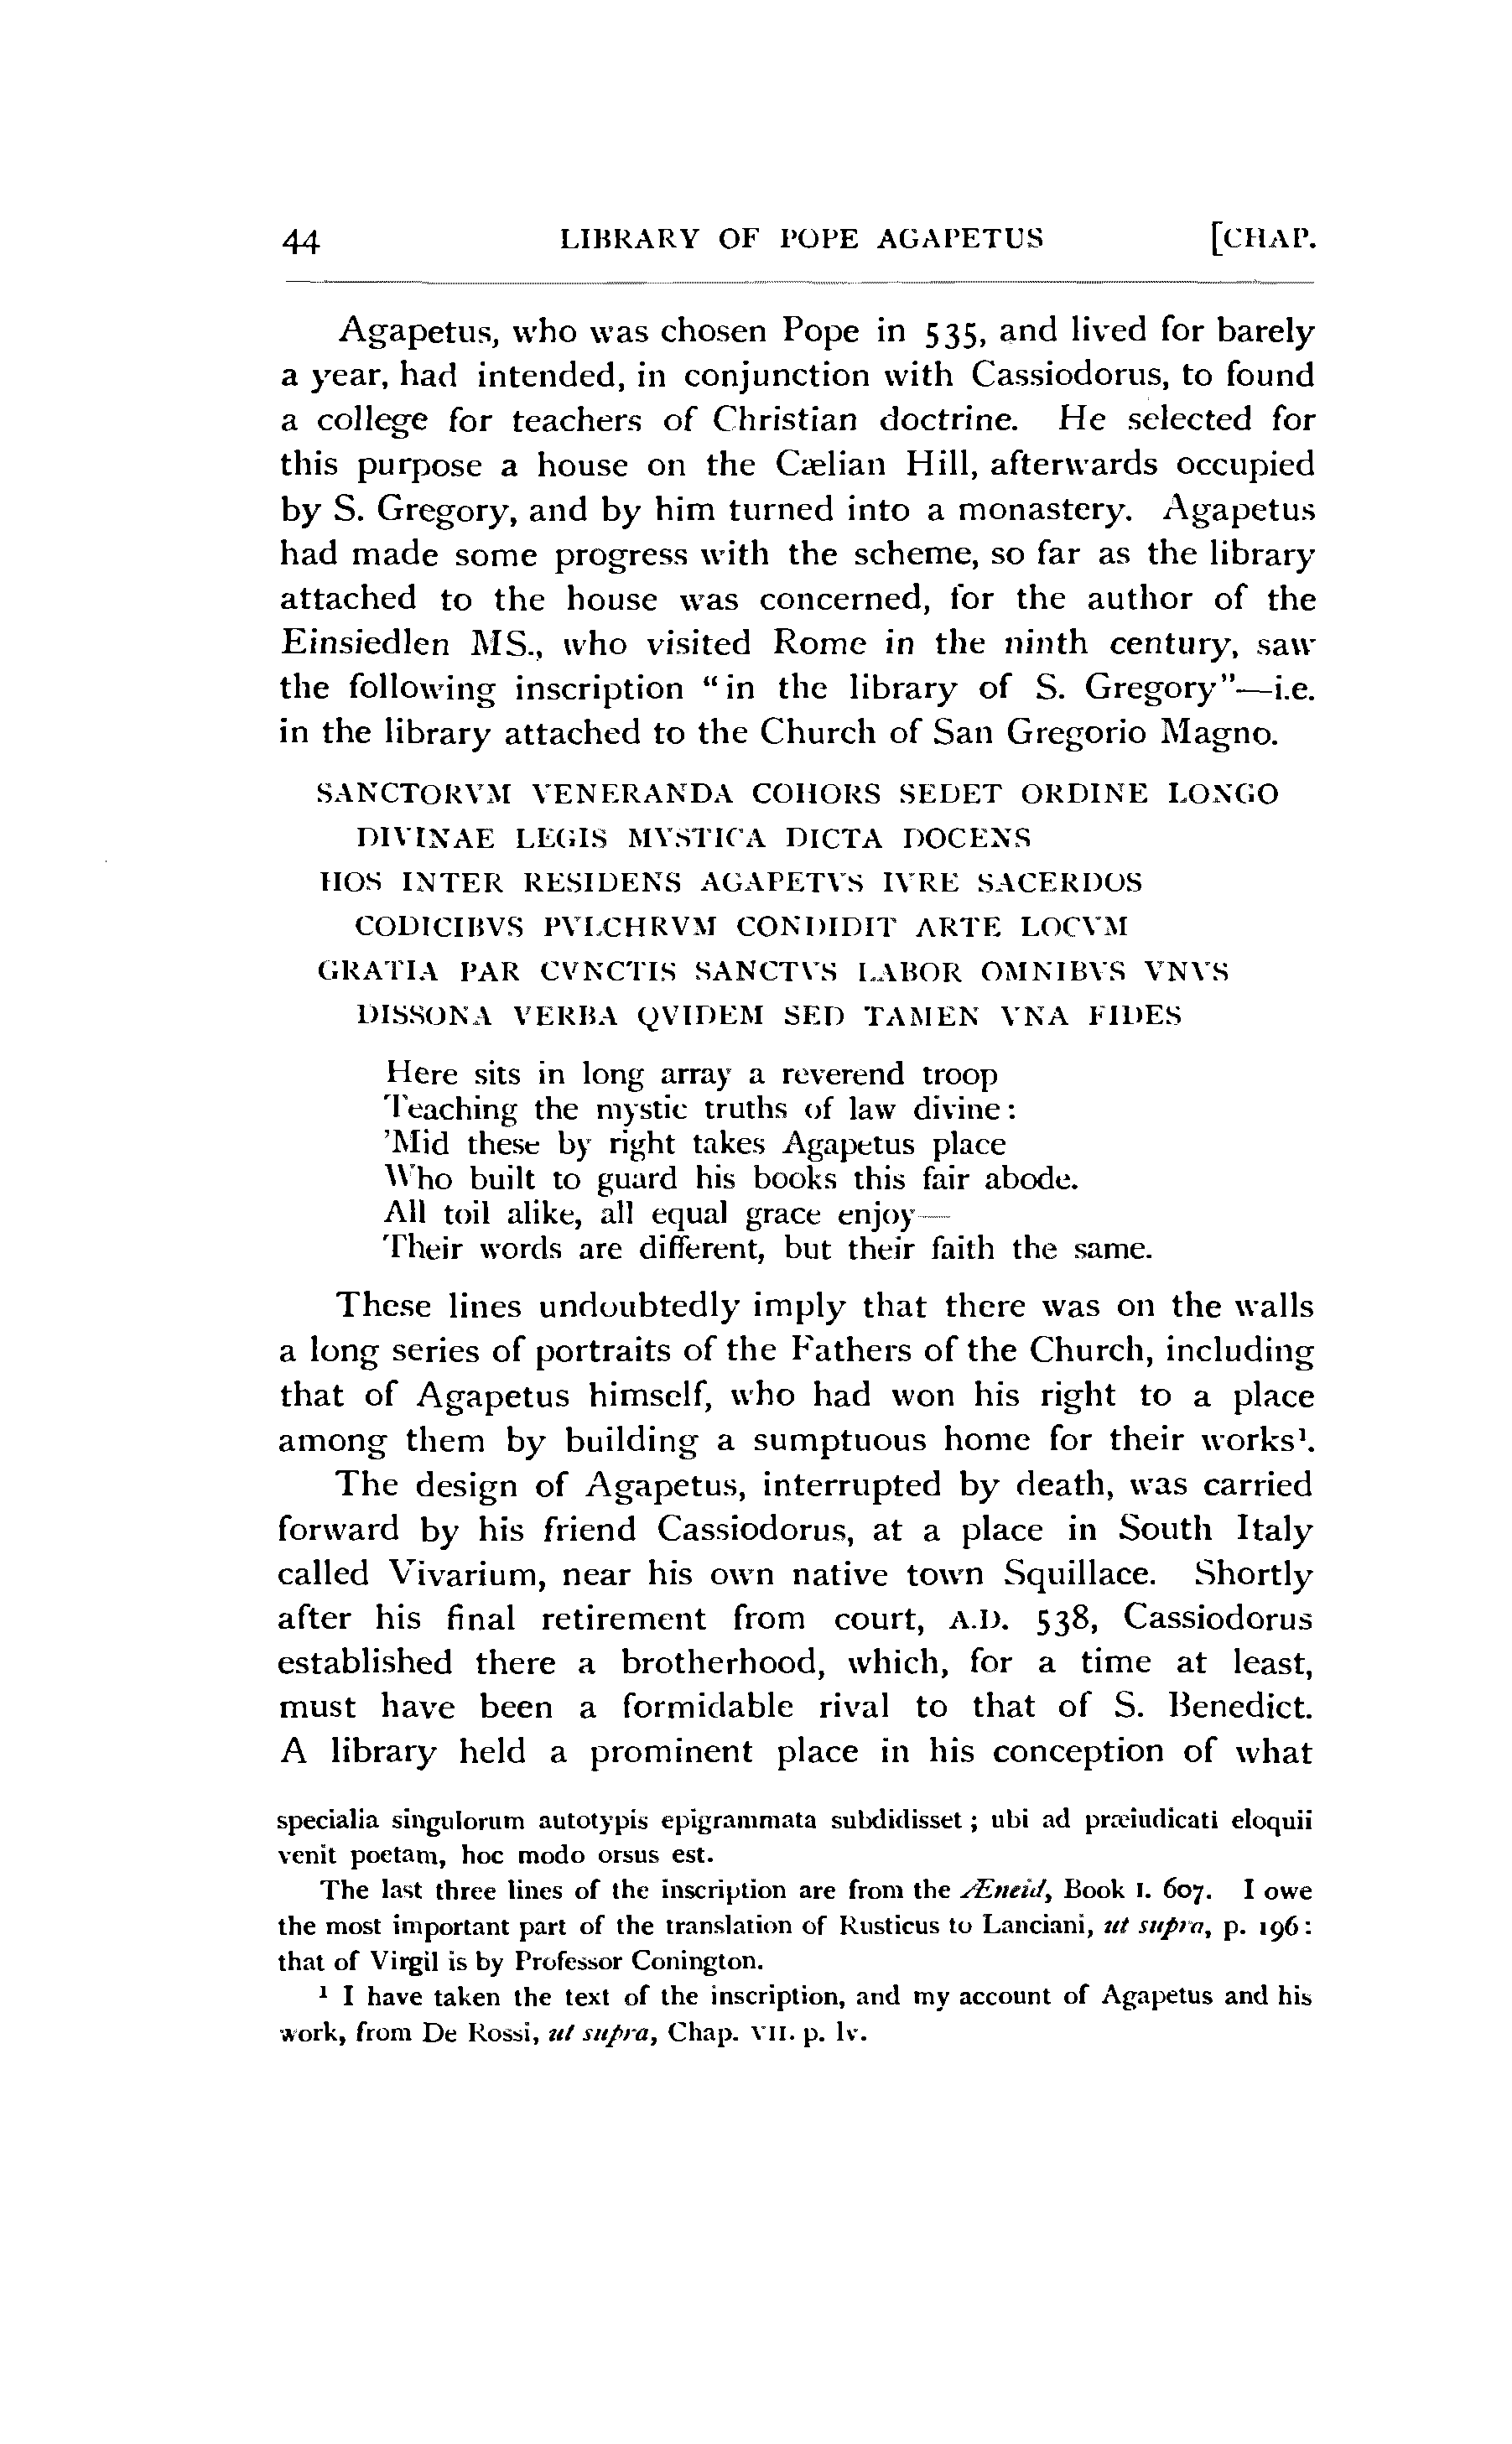 44 LIBRARY OF POPE AGAPETUS [CHAP.
Agapetus, who was chosen Pope in 535, and lived for barely
a year, had intended, in conjunction with Cassiodorus, to found
a college for teachers of Christian doctrine. He selected for
this purpose a house on the Cælian Hill, afterwards occupied
by S. Gregory, and by him turned into a monastery. Agapetus
had made some progress with the scheme, so far as the library
attached to the house was concerned, for the author of the
Einsiedlen MS., who visited Rome in the ninth century, saw
the following inscription “in the library of S. Gregory”—i.e.
in the library attached to the Church of San Gregorio Magno.
SANCTORVM VENERANDA COHORS SEDET ORDINE LONGO
DIVINAE LEGIS MYSTICA DICTA DOCENS
HOS INTER RESIDENS AGAPETVS IVRE SACERDOS
CODICIBVS PVLCHRVM CONDIDIT ARTE LOCVM
GRATIA PAR CVNCTIS SANCTVS LABOR OMNIBVS VNVS
DISSONA VERBA QVIDEM SED TAMEN VNA FIDES
Here sits in long array a reverend troop
Teaching the mystic truths of law divine:
’Mid these by right takes Agapetus place
Who built to guard his books this fair abode.
All toil alike, all equal grace enjoy—
Their words are different, but their faith the same.
These lines undoubtedly imply that there was on the walls
a long series of portraits of the Fathers of the Church, including
that of Agapetus himself, who had won his right to a place
among them by building a sumptuous home for their works¹.
The design of Agapetus, interrupted by death, was carried
forward by his friend Cassiodorus, at a place in South Italy
called Vivarium, near his own native town Squillace. Shortly
after his final retirement from court, A.D. 538, Cassiodorus
established there a brotherhood, which, for a time at least,
must have been a formidable rival to that of S. Benedict.
A library held a prominent place in his conception of what
specialia singulorum autotypis epigrammata subdidisset; ubi ad præiudicati eloquii
venit poetam, hoc modo orsus est.
The last three lines of the inscription are from the Æneid, Book I. 607. I owe
the most important part of the translation of Rusticus to Lanciani, ut supra, p. 196:
that of Virgil is by Professor Conington.
¹ I have taken the text of the inscription, and my account of Agapetus and his
work, from De Rossi, ut supra, Chap. VII. p. lv.